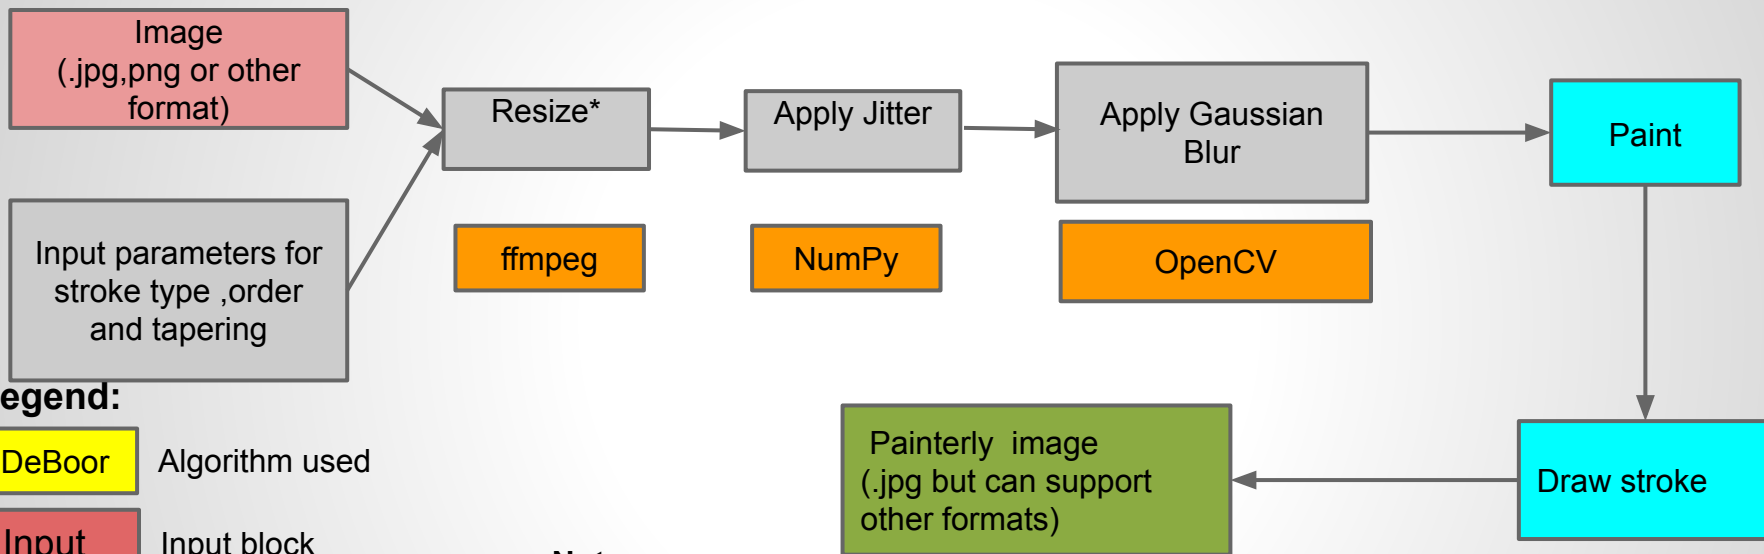 Image
(.jpg,png or other
format)
Resize*
Apply Jitter
Apply Gaussian
Blur
Paint
Input parameters for
stroke type ,order
and tapering
ffmpeg
NumPy
OpenCV
egend:
DeBoor
Algorithm used
Input
Input block
Painterly image
(.jpg but can support
other formats)
Draw stroke